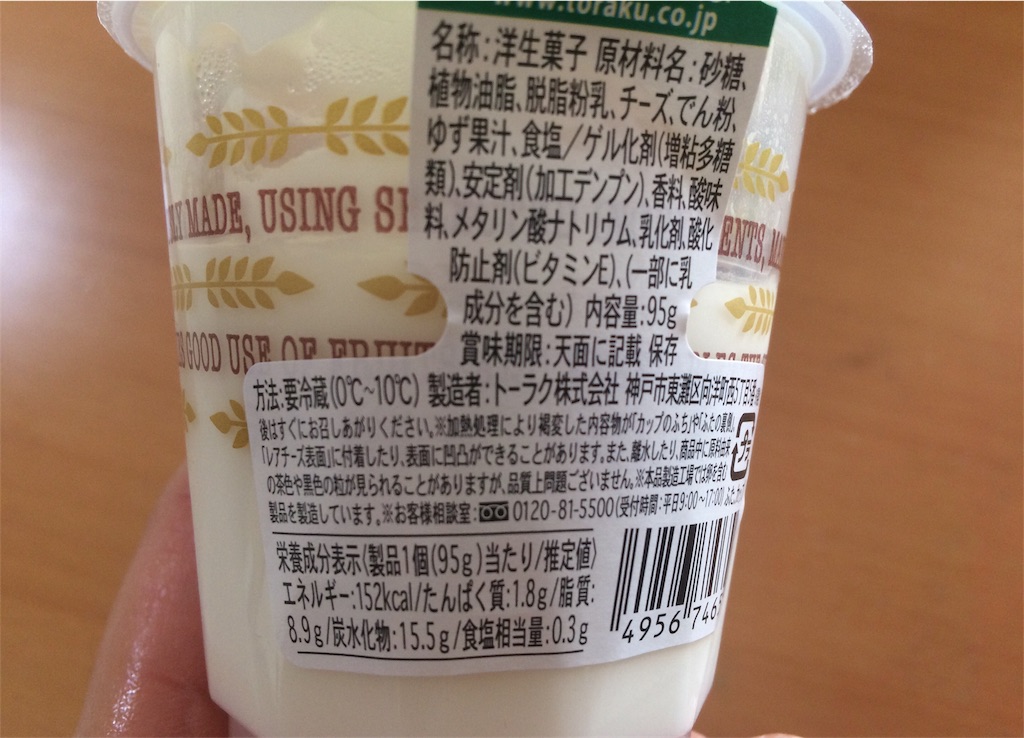 www.toraku.co.jp
名称:洋生菓子 原材料名:砂糖、
植物油脂、脱脂粉乳、チーズ、でん粉、
ゆず果汁、食塩/ゲル化剤(増粘多糖
類)、安定剤(加工デンプン)、香料、酸味
料、メタリン酸ナトリウム、乳化剤、酸化
防止剤(ビタミンE)、(一部に乳
成分を含む) 内容量:95g
賞味期限:天面に記載 保存
方法:要冷蔵(0℃~10℃) 製造者:トーラク株式会社 神戸市東灘区向洋町西5丁目
後はすぐにお召しあがりください。※加熱処理により褐変した内容物が「カップのふち」や「ふたの裏側」、
「レアチーズ表面」に付着したり、表面に凹凸ができることがあります。また、離水したり、商品中に原料由来
の茶色や黒色の粒が見られることがありますが、品質上問題ございません。※本品製造工場では卵を含む
製品を製造しています。※お客様相談室: 0120-81-5500(受付時間:平日9:00~17:00) ふた、カップ
プラ
栄養成分表示〈製品1個(95g)当たり/推定値〉
エネルギー:152kcal/たんぱく質:1.8g/脂質:
8.9g/炭水化物:15.5g/食塩相当量:0.3g
4956 746
MADE, USING
ENTS,
GOOD USE OF FRUIT